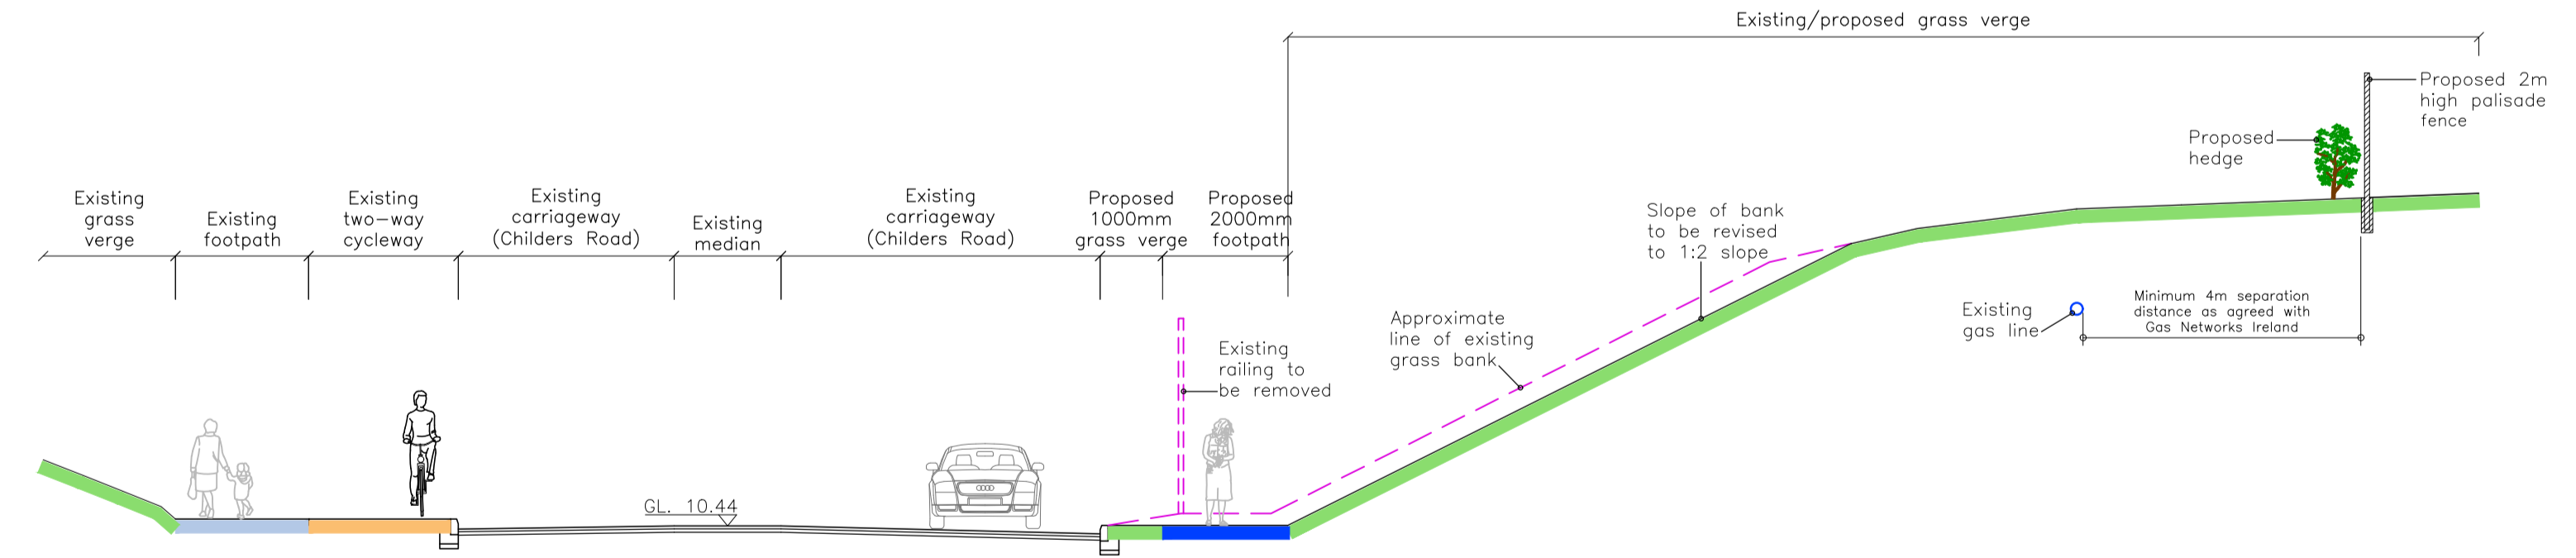 Existing/proposed grass verge
Proposed 2m
high palisade
fence
Proposed
hedge
Existing
grass
verge
Existing
footpath
Existing
two-way
cycleway
Existing
carriageway
(Childers Road)
Existing
median
Existing
carriageway
(Childers Road)
Proposed
1000mm
grass verge
Proposed
2000mm
footpath
Slope of bank
to be revised
to 1:2 slope
Approximate
line of existing
grass bank
Existing
gas line
Minimum 4m separation
distance as agreed with
Gas Networks Ireland
Existing
railing to
be removed
GL. 10.44